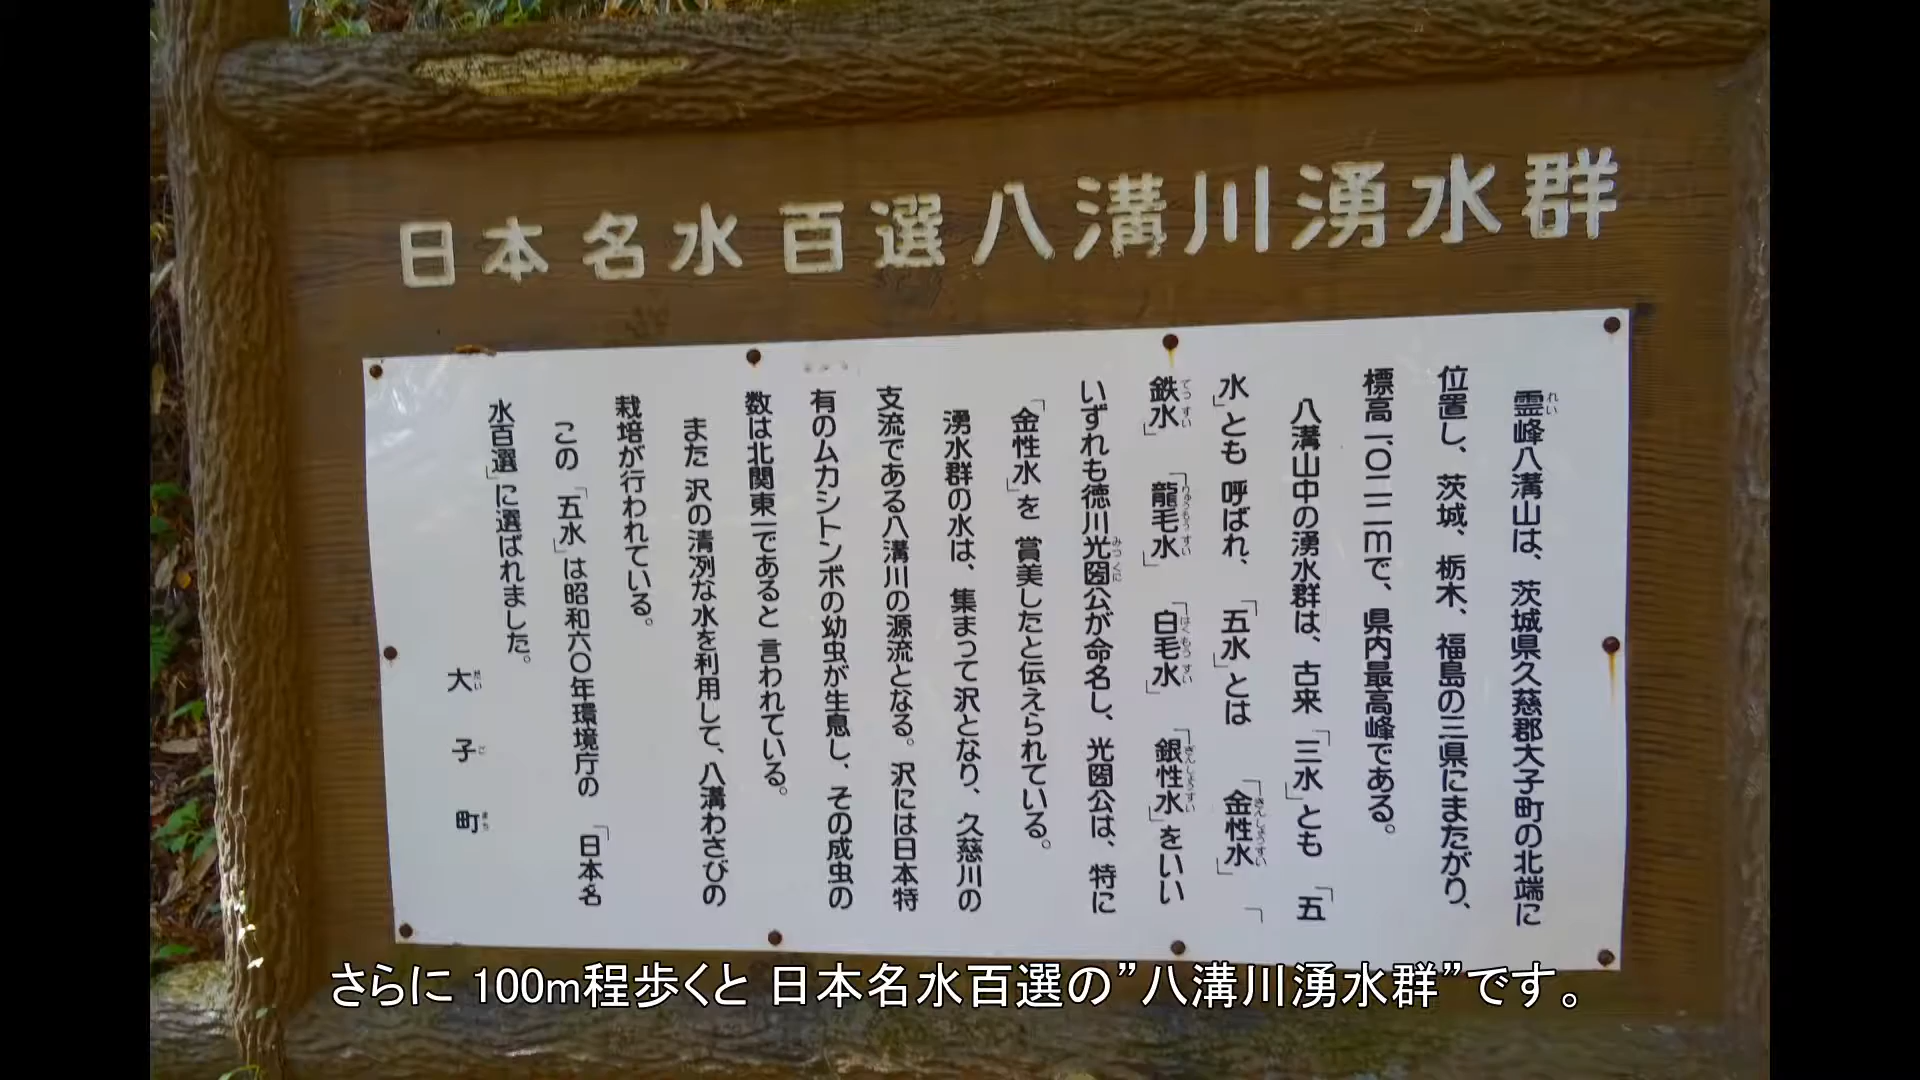 日本名水百選八溝川湧水群
霊峰八溝山は、茨城県久慈郡大子町の北端に
位置し、茨城、栃木、福島の三県にまたがり、
標高一、〇二二mで、県内最高峰である。
八溝山中の湧水群は、古来「三水」とも「五
水」とも呼ばれ、「五水」とは「金性水」「
鉄水」「龍毛水」「白毛水」「銀性水」をいい
いずれも徳川光圀公が命名し、光圀公は、特に
「金性水」を賞美したと伝えられている。
湧水群の水は、集まって沢となり、久慈川の
支流である八溝川の源流となる。沢には日本特
有のムカシトンボの幼虫が生息し、その成虫の
数は北関東一であると言われている。
また沢の清冽な水を利用して、八溝わさびの
栽培が行われている。
この「五水」は昭和六〇年環境庁の「日本名
水百選」に選ばれました。
大子町
さらに 100m程歩くと 日本名水百選の”八溝川湧水群”です。